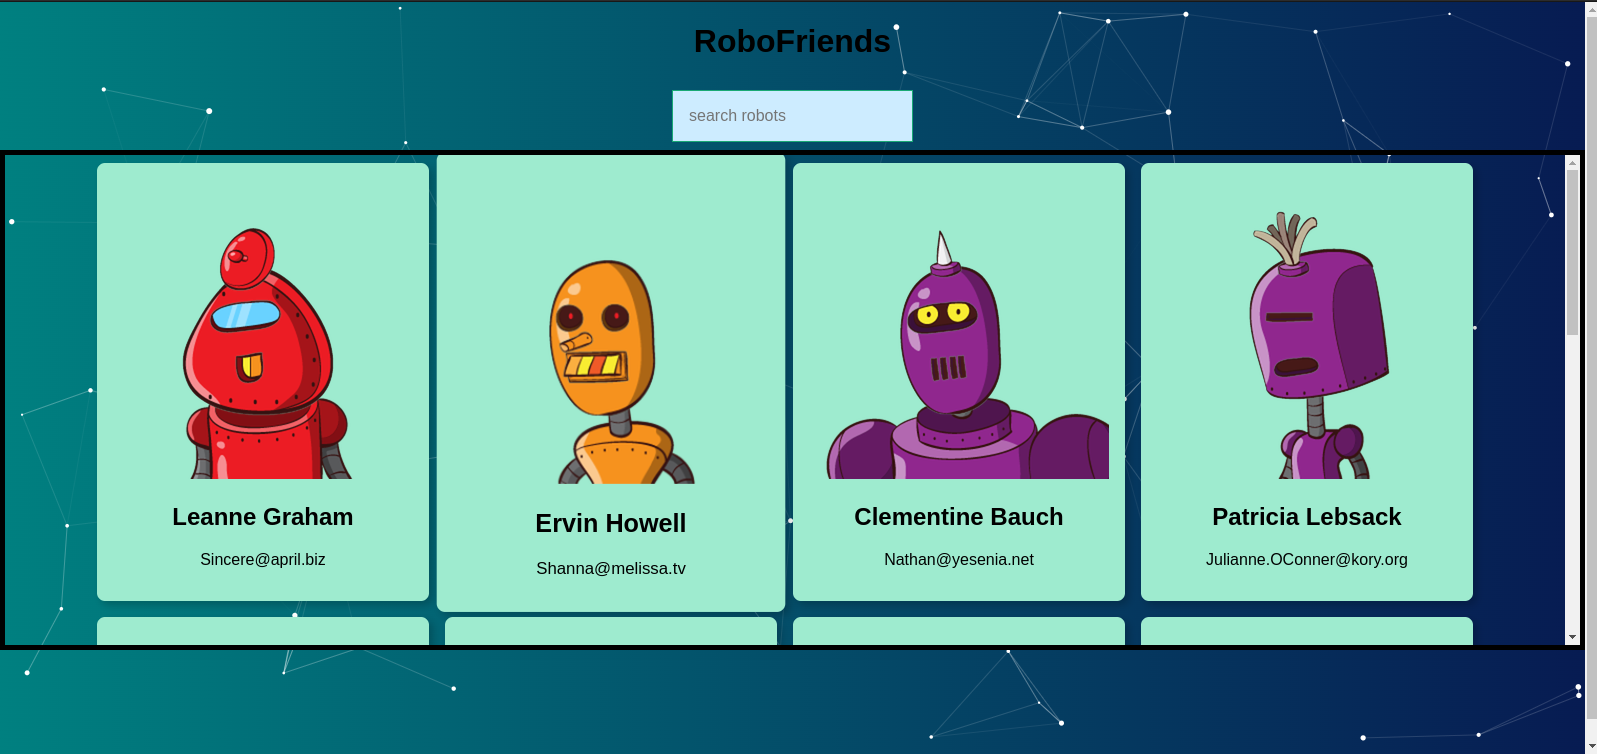 RoboFriends
search robots
Leanne Graham
Sincere@april.biz
Ervin Howell
Shanna@melissa.tv
Clementine Bauch
Nathan@yesenia.net
Patricia Lebsack
Julianne.OConner@kory.org